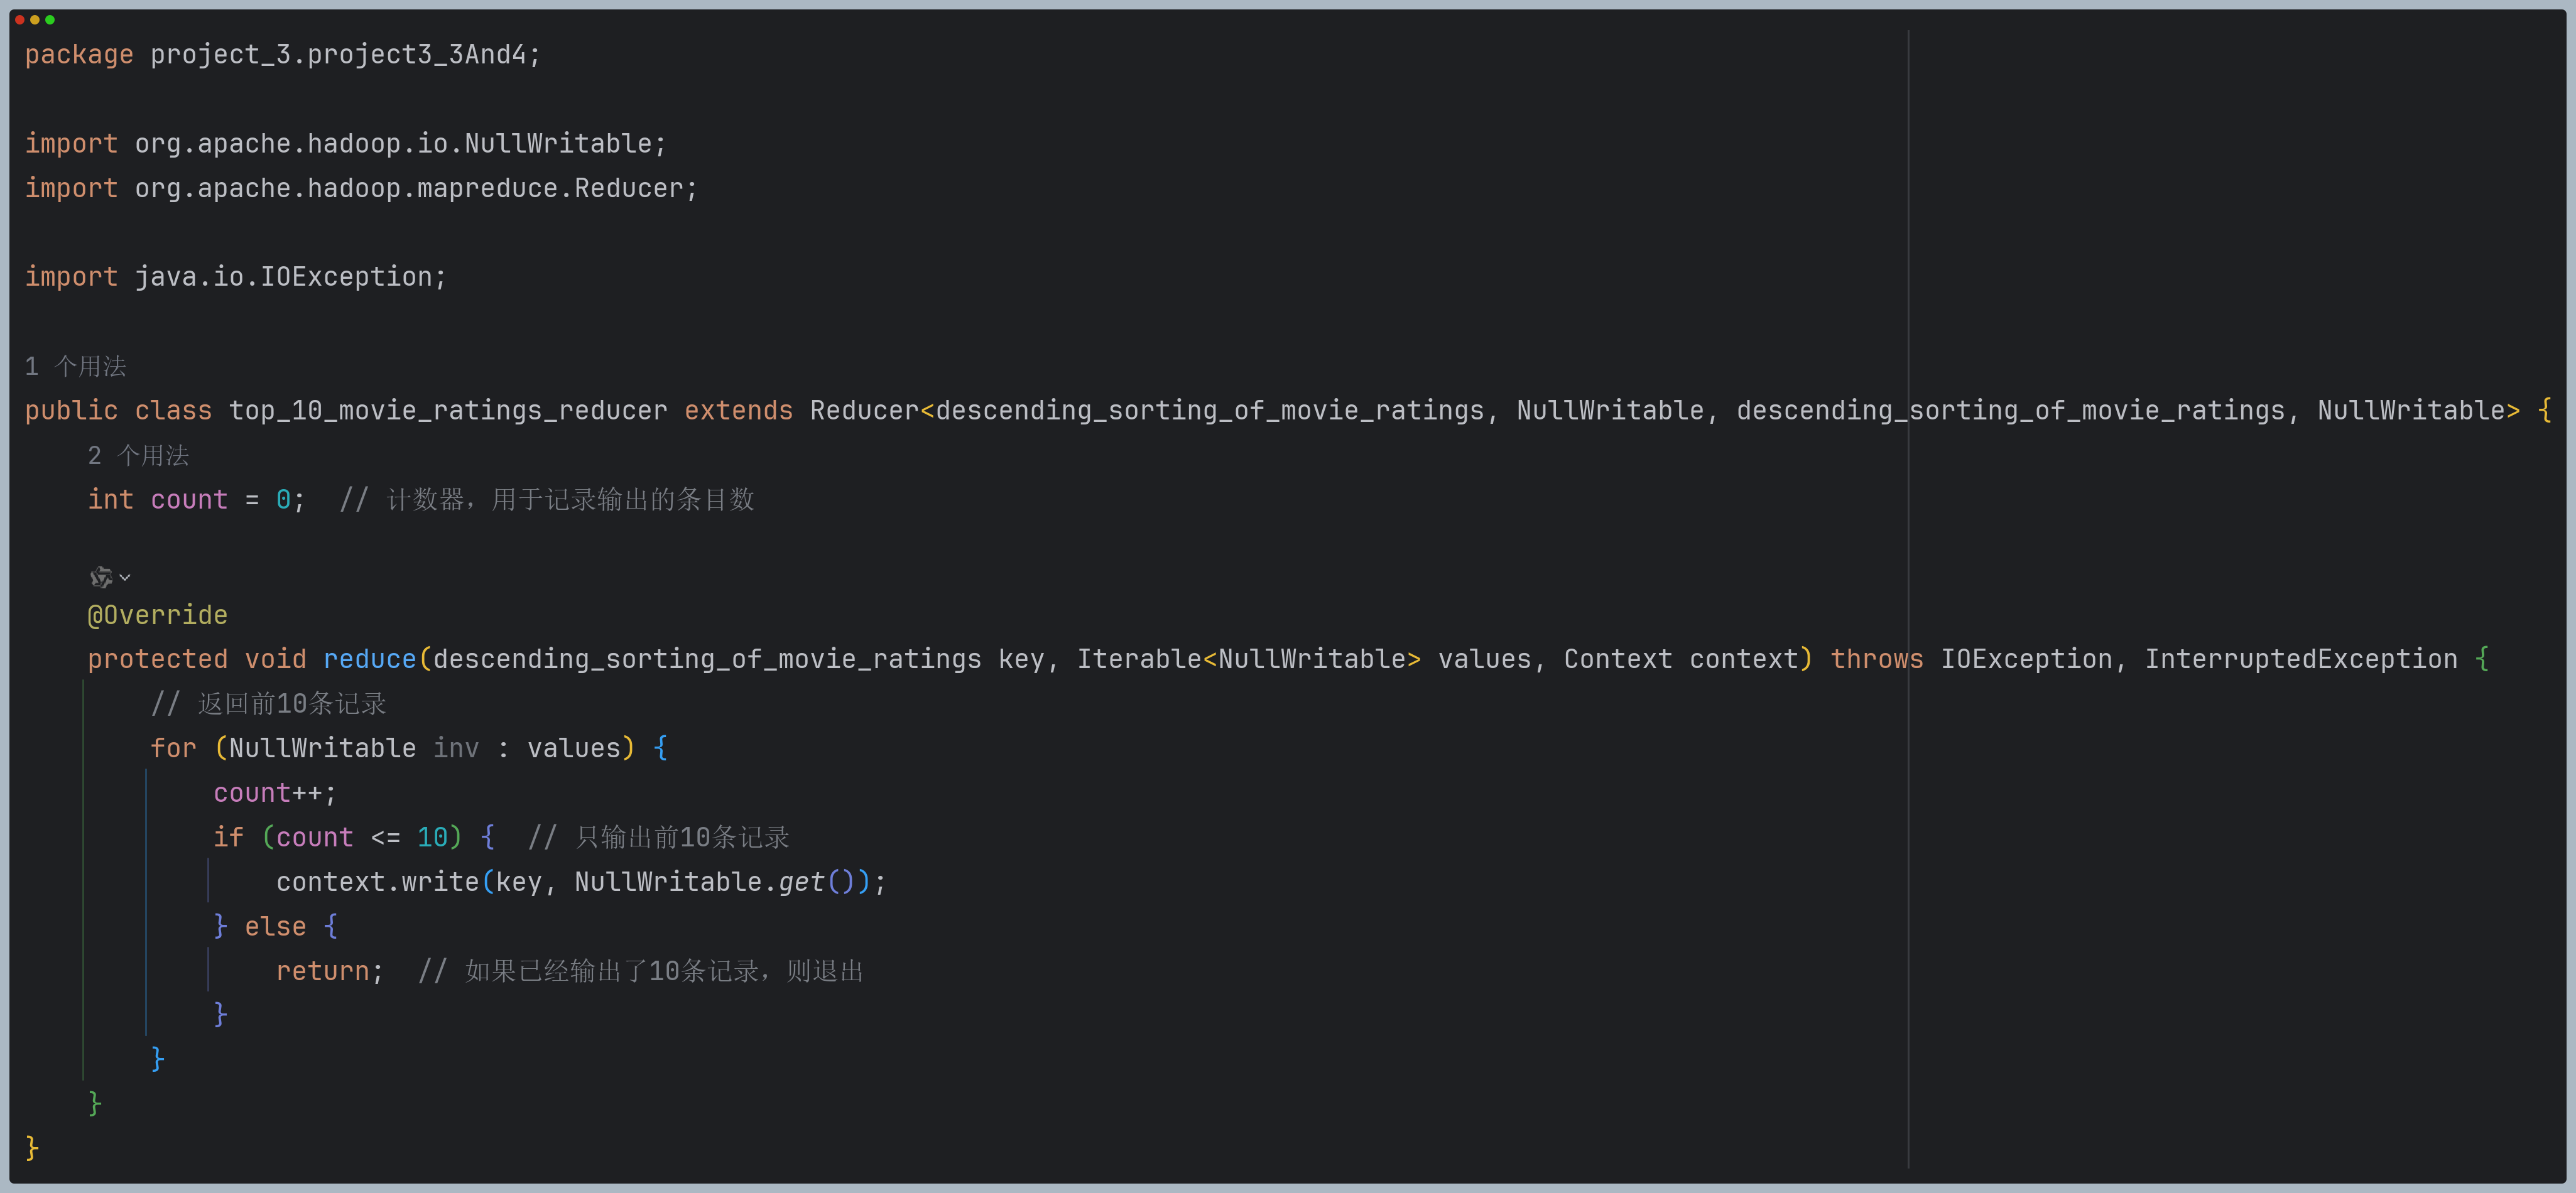 package project_3.project3_3And4;
import org.apache.hadoop.io.NullWritable;
import org.apache.hadoop.mapreduce.Reducer;
import java.io.IOException;
1 个用法
public class top_10_movie_ratings_reducer extends Reducer<descending_sorting_of_movie_ratings, NullWritable, descending_sorting_of_movie_ratings, NullWritable> {
2 个用法
int count = 0;  // 计数器，用于记录输出的条目数
@Override
protected void reduce(descending_sorting_of_movie_ratings key, Iterable<NullWritable> values, Context context) throws IOException, InterruptedException {
// 返回前10条记录
for (NullWritable inv : values) {
count++;
if (count <= 10) {  // 只输出前10条记录
context.write(key, NullWritable.get());
} else {
return;  // 如果已经输出了10条记录，则退出
}
}
}
}